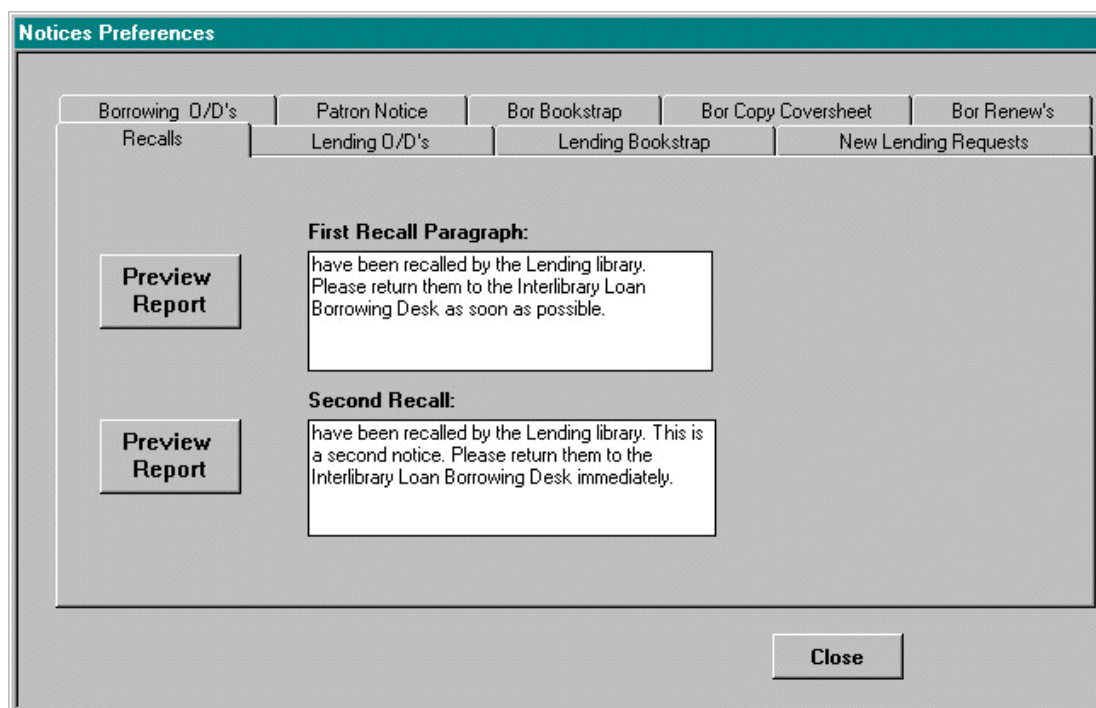 Notices Preferences
Borrowing O/D's
Patron Notice
Bor Bookstrap
Bor Copy Coversheet
Bor Renew's
Recalls
Lending O/D's
Lending Bookstrap
New Lending Requests
First Recall Paragraph:
Preview
Report
have been recalled by the Lending library.
Please return them to the Interlibrary Loan
Borrowing Desk as soon as possible.
Second Recall:
Preview
Report
have been recalled by the Lending library. This is
a second notice. Please return them to the
Interlibrary Loan Borrowing Desk immediately.
Close